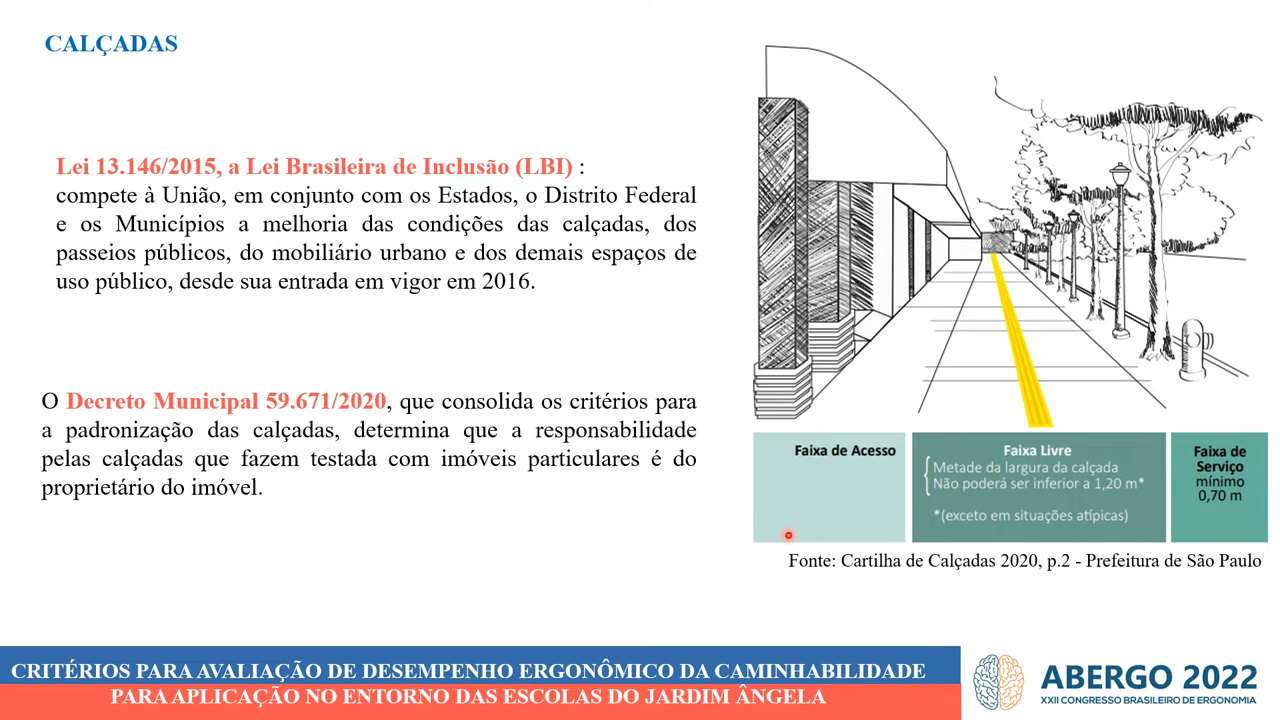 CALÇADAS
Lei 13.146/2015, a Lei Brasileira de Inclusão (LBI) :
compete à União, em conjunto com os Estados, o Distrito Federal
e os Municípios a melhoria das condições das calçadas, dos
passeios públicos, do mobiliário urbano e dos demais espaços de
uso público, desde sua entrada em vigor em 2016.
O Decreto Municipal 59.671/2020, que consolida os critérios para
a padronização das calçadas, determina que a responsabilidade
pelas calçadas que fazem testada com imóveis particulares é do
proprietário do imóvel.
Faixa de Acesso
Faixa Livre
Metade da largura da calçada
Não poderá ser inferior a 1,20 m*
*(exceto em situações atípicas)
Faixa de
Serviço
mínimo
0,70 m
Fonte: Cartilha de Calçadas 2020, p.2 - Prefeitura de São Paulo
CRITÉRIOS PARA AVALIAÇÃO DE DESEMPENHO ERGONÔMICO DA CAMINHABILIDADE
PARA APLICAÇÃO NO ENTORNO DAS ESCOLAS DO JARDIM ÂNGELA
ABERGO 2022
XXII CONGRESSO BRASILEIRO DE ERGONOMIA